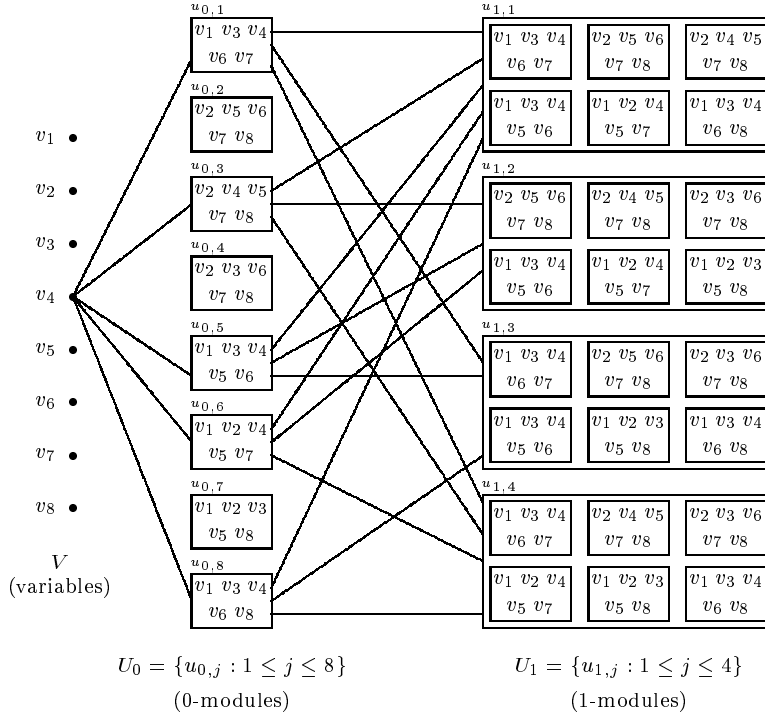 v1
v2
v3
v4
v5
v6
v7
v8
V
(variables)
u0,1
v1 v3 v4
v6 v7
u0,2
v2 v5 v6
v7 v8
u0,3
v2 v4 v5
v7 v8
u0,4
v2 v3 v6
v7 v8
u0,5
v1 v3 v4
v5 v6
u0,6
v1 v2 v4
v5 v7
u0,7
v1 v2 v3
v5 v8
u0,8
v1 v3 v4
v6 v8
U0 = {u0,j : 1 ≤ j ≤ 8}
(0-modules)
u1,1
v1 v3 v4
v6 v7
v2 v5 v6
v7 v8
v2 v4 v5
v7 v8
v1 v3 v4
v5 v6
v1 v2 v4
v5 v7
v1 v3 v4
v6 v8
u1,2
v2 v5 v6
v7 v8
v2 v4 v5
v7 v8
v2 v3 v6
v7 v8
v1 v3 v4
v5 v6
v1 v2 v4
v5 v7
v1 v2 v3
v5 v8
u1,3
v1 v3 v4
v6 v7
v2 v5 v6
v7 v8
v2 v3 v6
v7 v8
v1 v3 v4
v5 v6
v1 v2 v3
v5 v8
v1 v3 v4
v6 v8
u1,4
v1 v3 v4
v6 v7
v2 v4 v5
v7 v8
v2 v3 v6
v7 v8
v1 v2 v4
v5 v7
v1 v2 v3
v5 v8
v1 v3 v4
v6 v8
U1 = {u1,j : 1 ≤ j ≤ 4}
(1-modules)